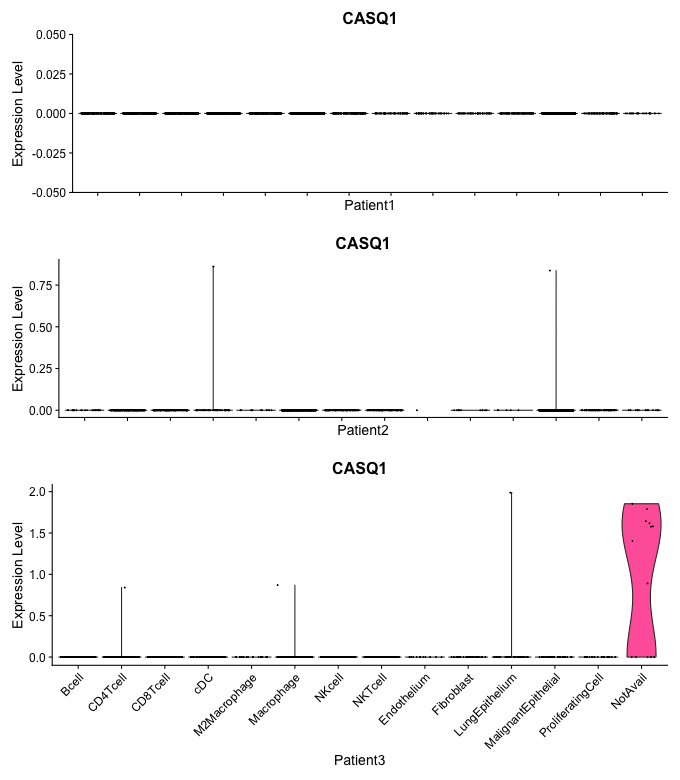 CASQ1
0.050
0.025
0.000
-0.025
-0.050
Expression Level
Patient1
CASQ1
0.75
0.50
0.25
0.00
Expression Level
Patient2
CASQ1
2.0
1.5
1.0
0.5
0.0
Expression Level
Bcell
CD4Tcell
CD8Tcell
cDC
M2Macrophage
Macrophage
NKcell
NKTcell
Endothelium
Fibroblast
LungEpithelium
MalignantEpithelial
ProliferatingCell
NotAvail
Patient3